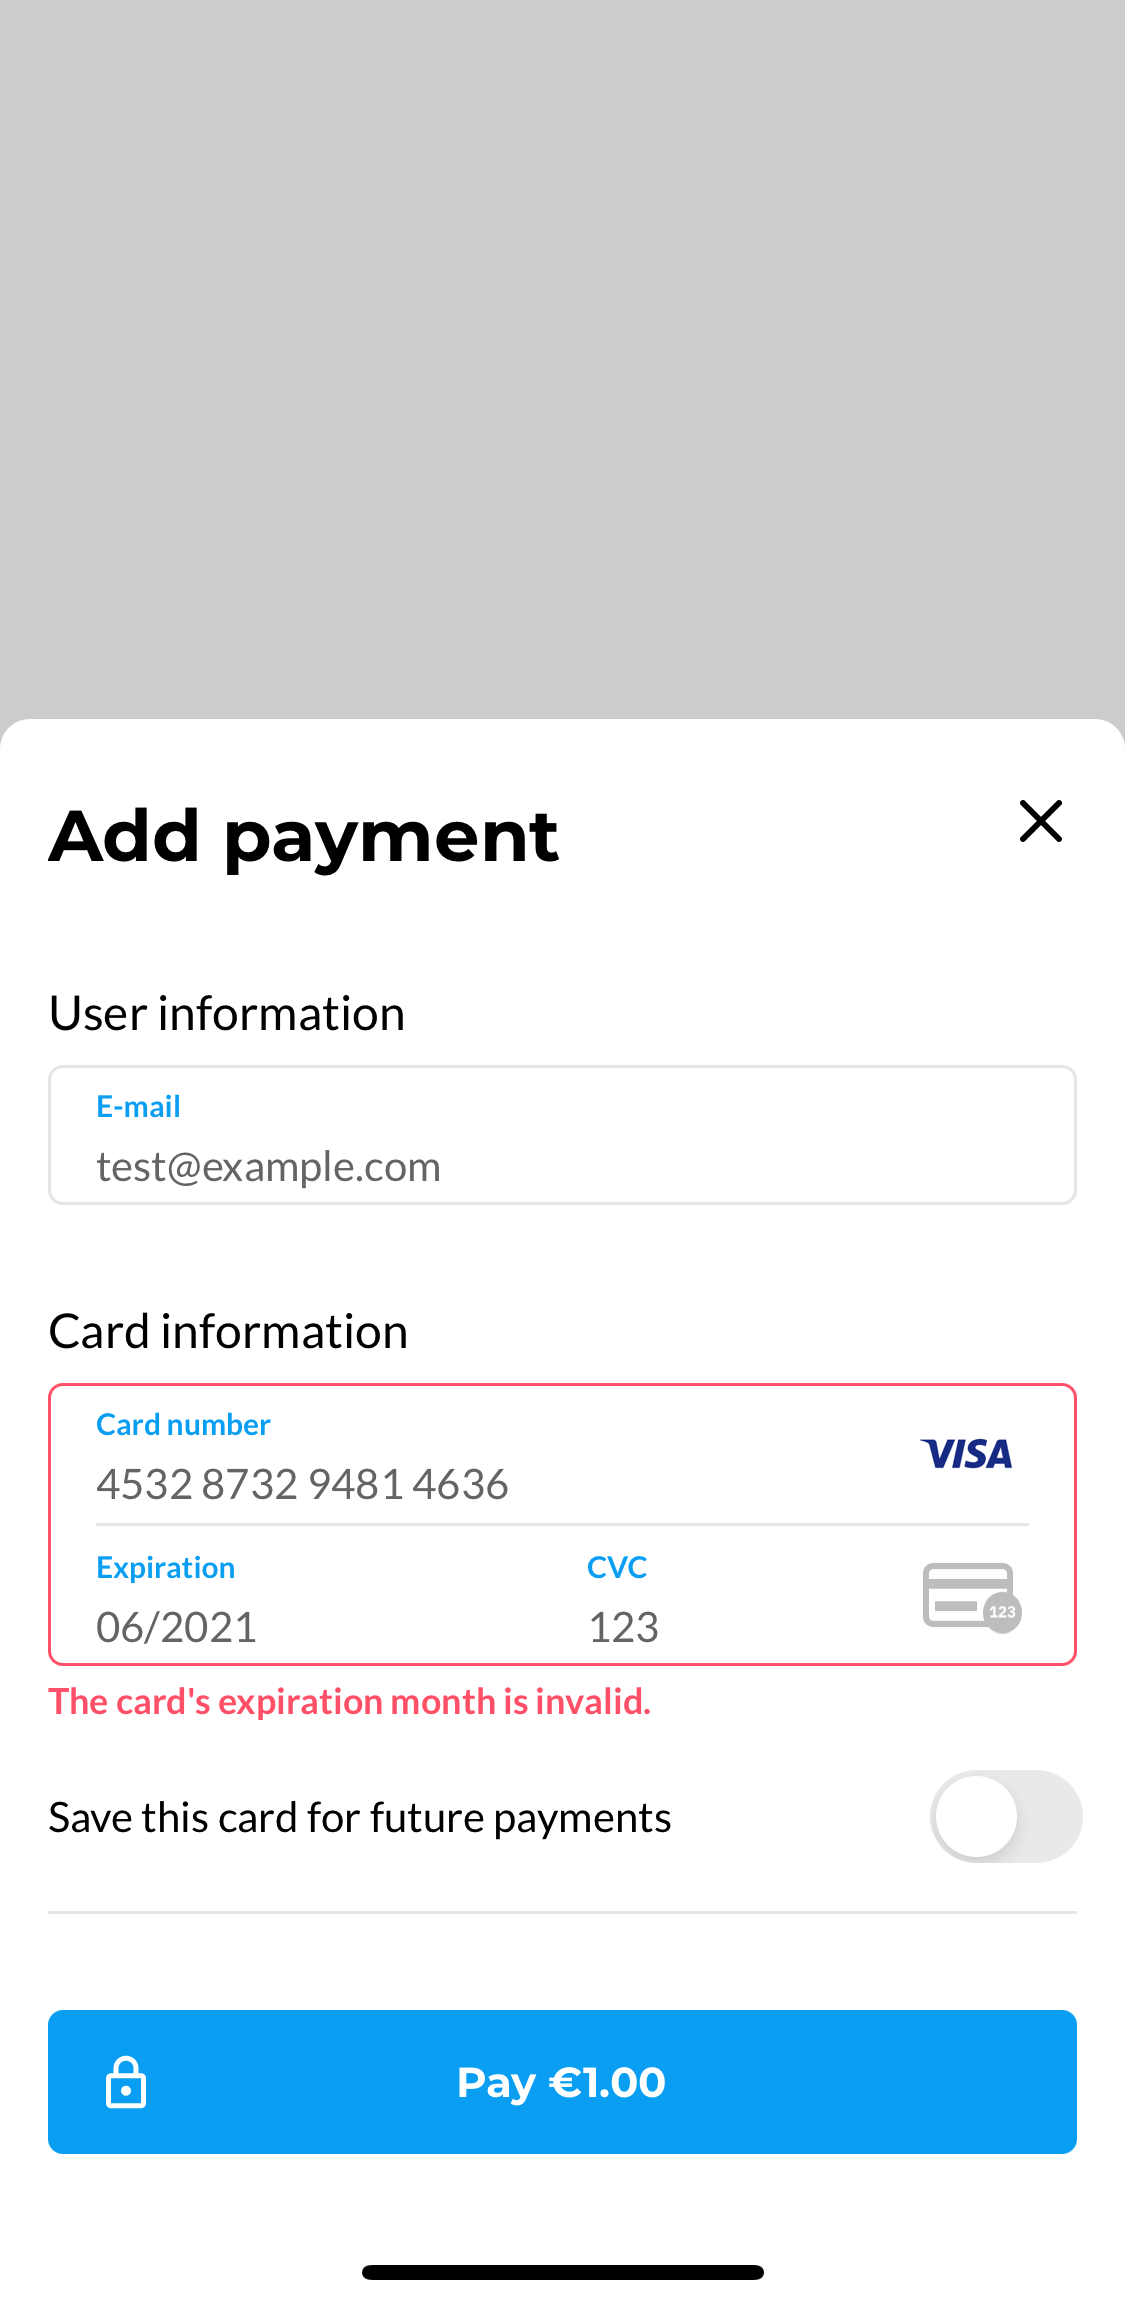 Add payment
User information
E-mail
test@example.com
Card information
Card number
4532 8732 9481 4636
VISA
Expiration
CVC
06/2021
123
123
The card's expiration month is invalid.
Save this card for future payments
Pay €1.00